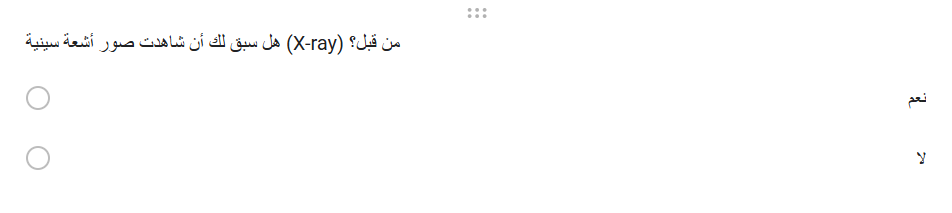 هل سبق لك أن شاهدت صور أشعة سينية (X-ray) من قبل؟
نعم
لا